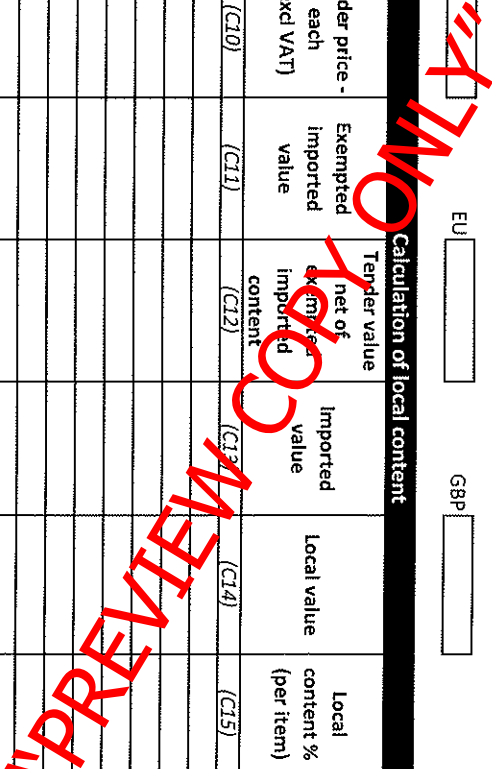 EU
GBP
Calculation of local content
der price -
each
xcl VAT)
Exempted
imported
value
Tender value
net of
exempted
imported
content
Imported
value
Local value
Local
content %
(per item)
(C10)
(C11)
(C12)
(C13)
(C14)
(C15)
"PREVIEW COPY ONLY"